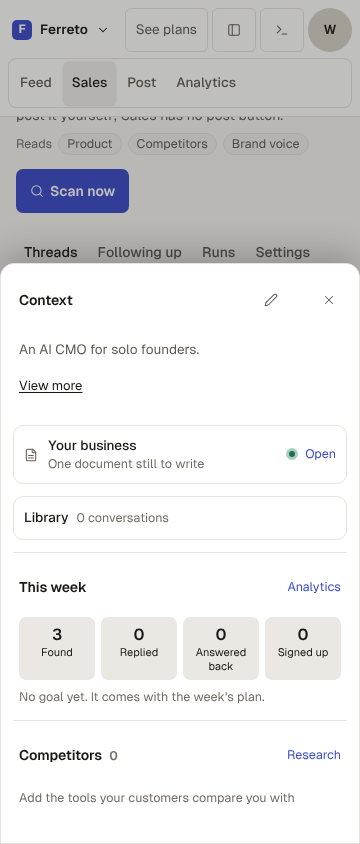 F Ferreto See plans W
Feed Sales Post Analytics
post it yourself, Sales has no post button.
Reads Product Competitors Brand voice
Scan now
Threads Following up Runs Settings
Context
An AI CMO for solo founders.
View more
Your business
One document still to write
Open
Library 0 conversations
This week Analytics
3 0 0 0
Found Replied Answered back Signed up
No goal yet. It comes with the week's plan.
Competitors 0 Research
Add the tools your customers compare you with